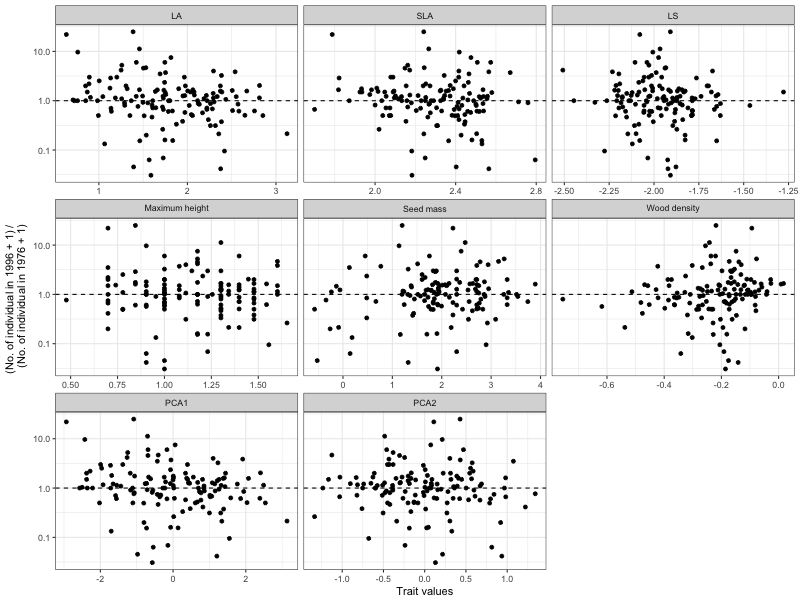 LA SLA LS
10.0
1.0
0.1
1 2 3 2.0 2.4 2.8 -2.50 -2.25 -2.00 -1.75 -1.50 -1.25
Maximum height Seed mass Wood density
10.0
1.0
0.1
0.50 0.75 1.00 1.25 1.50 0 1 2 3 4 -0.6 -0.4 -0.2 0.0
(No. of individual in 1996 + 1) /
(No. of individual in 1976 + 1)
PCA1 PCA2
10.0
1.0
0.1
-2 0 2 -1.0 -0.5 0.0 0.5 1.0
Trait values